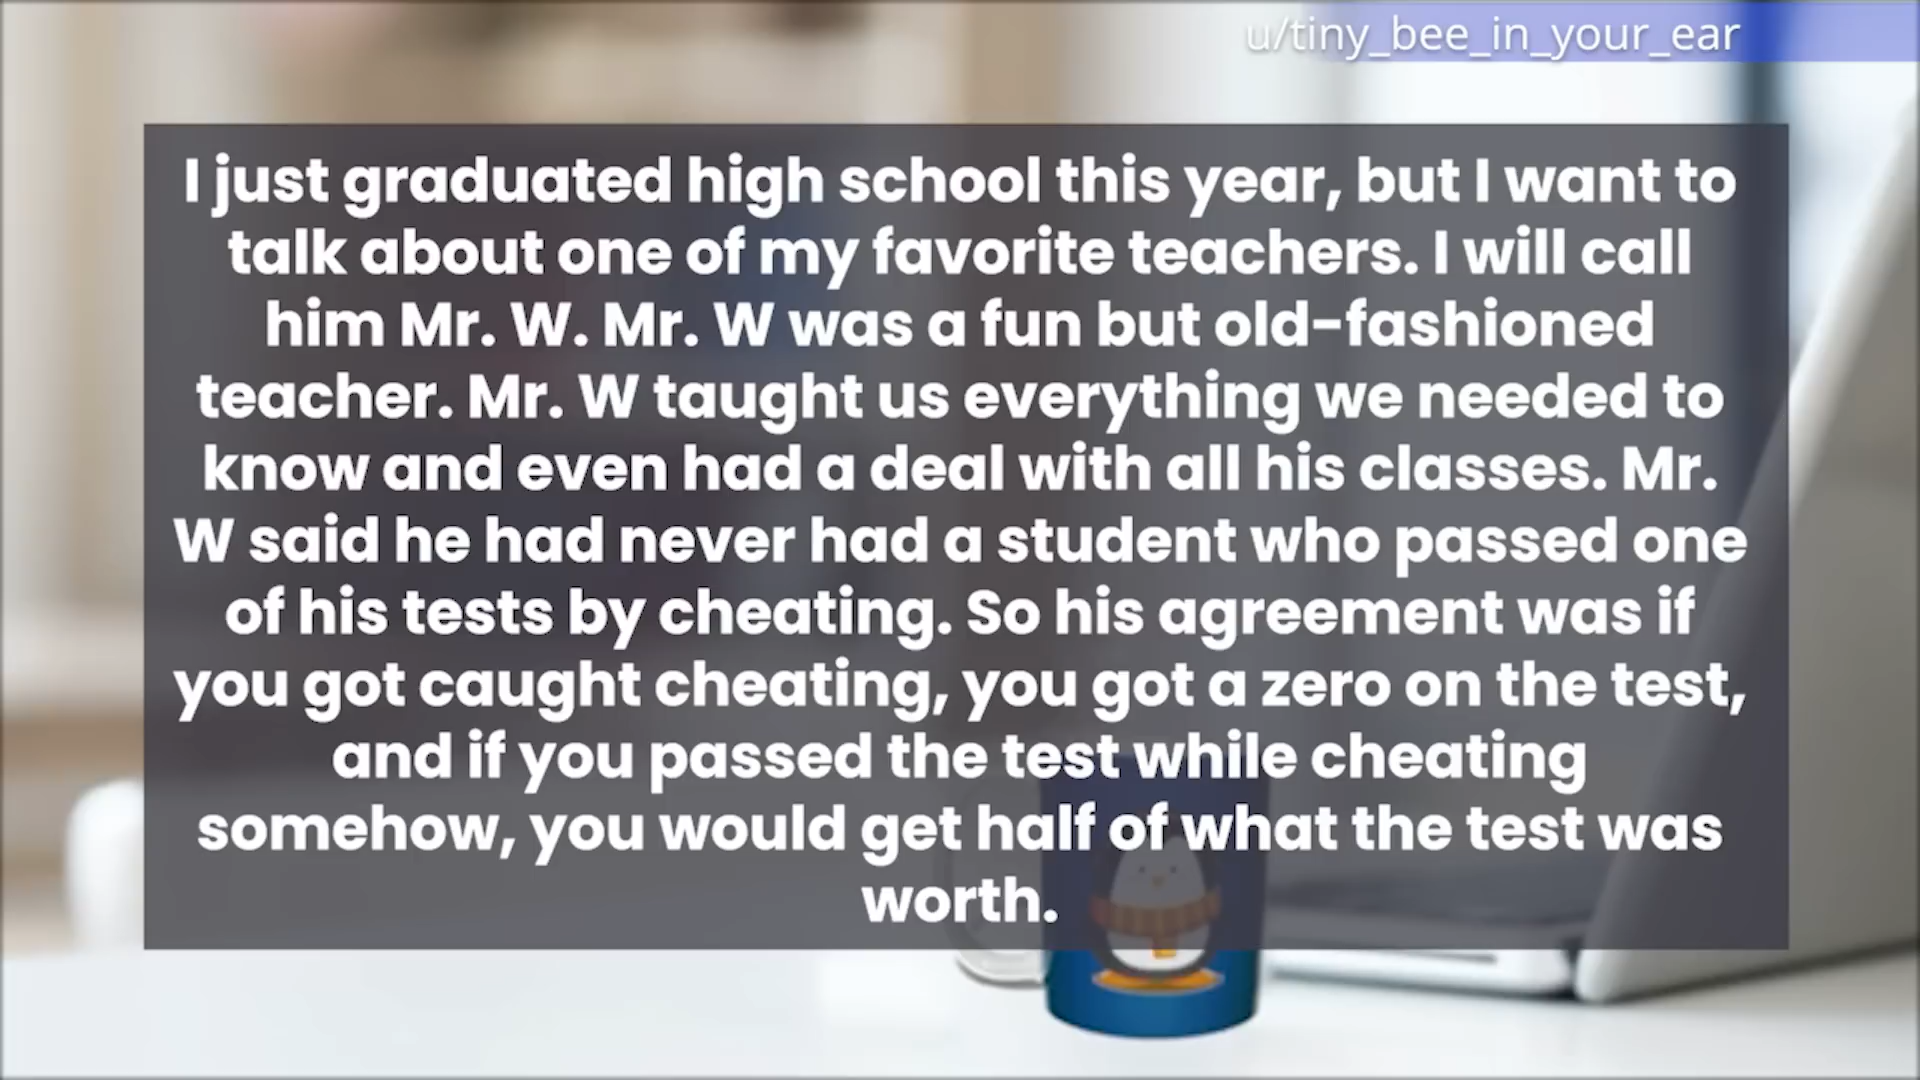 u/tiny_bee_in_your_ear
I just graduated high school this year, but I want to
talk about one of my favorite teachers. I will call
him Mr. W. Mr. W was a fun but old-fashioned
teacher. Mr. W taught us everything we needed to
know and even had a deal with all his classes. Mr.
W said he had never had a student who passed one
of his tests by cheating. So his agreement was if
you got caught cheating, you got a zero on the test,
and if you passed the test while cheating
somehow, you would get half of what the test was
worth.